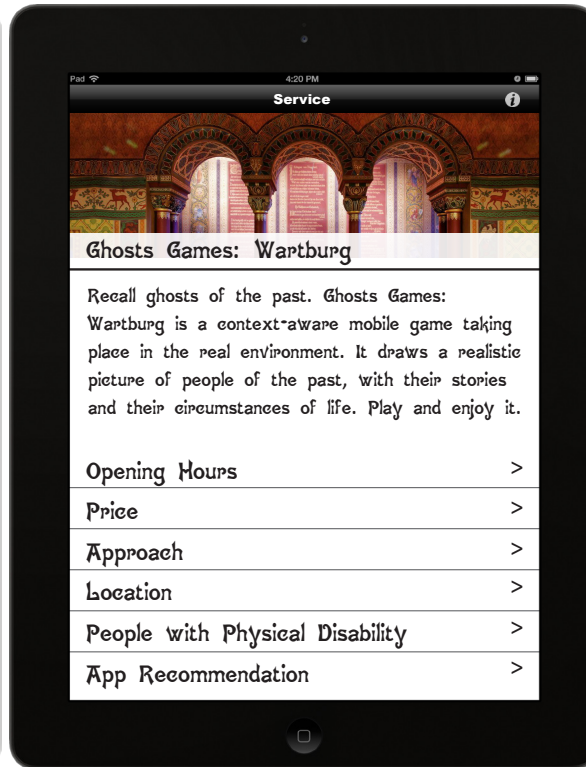 Pad 4:20 PM
Service
Ghosts Games: Wartburg
Recall ghosts of the past. Ghosts Games:
Wartburg is a context-aware mobile game taking
place in the real environment. It draws a realistic
picture of people of the past, with their stories
and their circumstances of life. Play and enjoy it.
Opening Hours >
Price >
Approach >
Location >
People with Physical Disability >
App Recommendation >